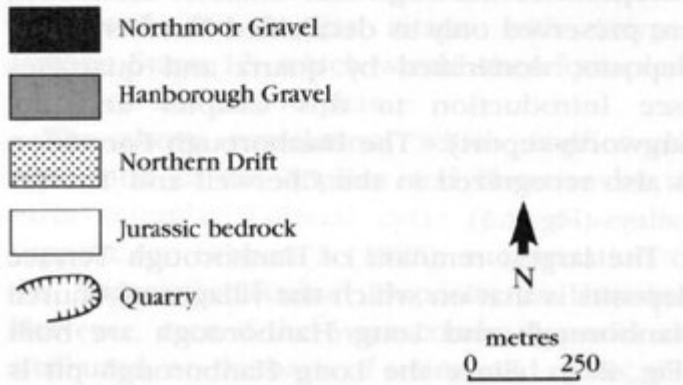 Northmoor Gravel
Hanborough Gravel
Northern Drift
Jurassic bedrock
Quarry
N
metres
0 250